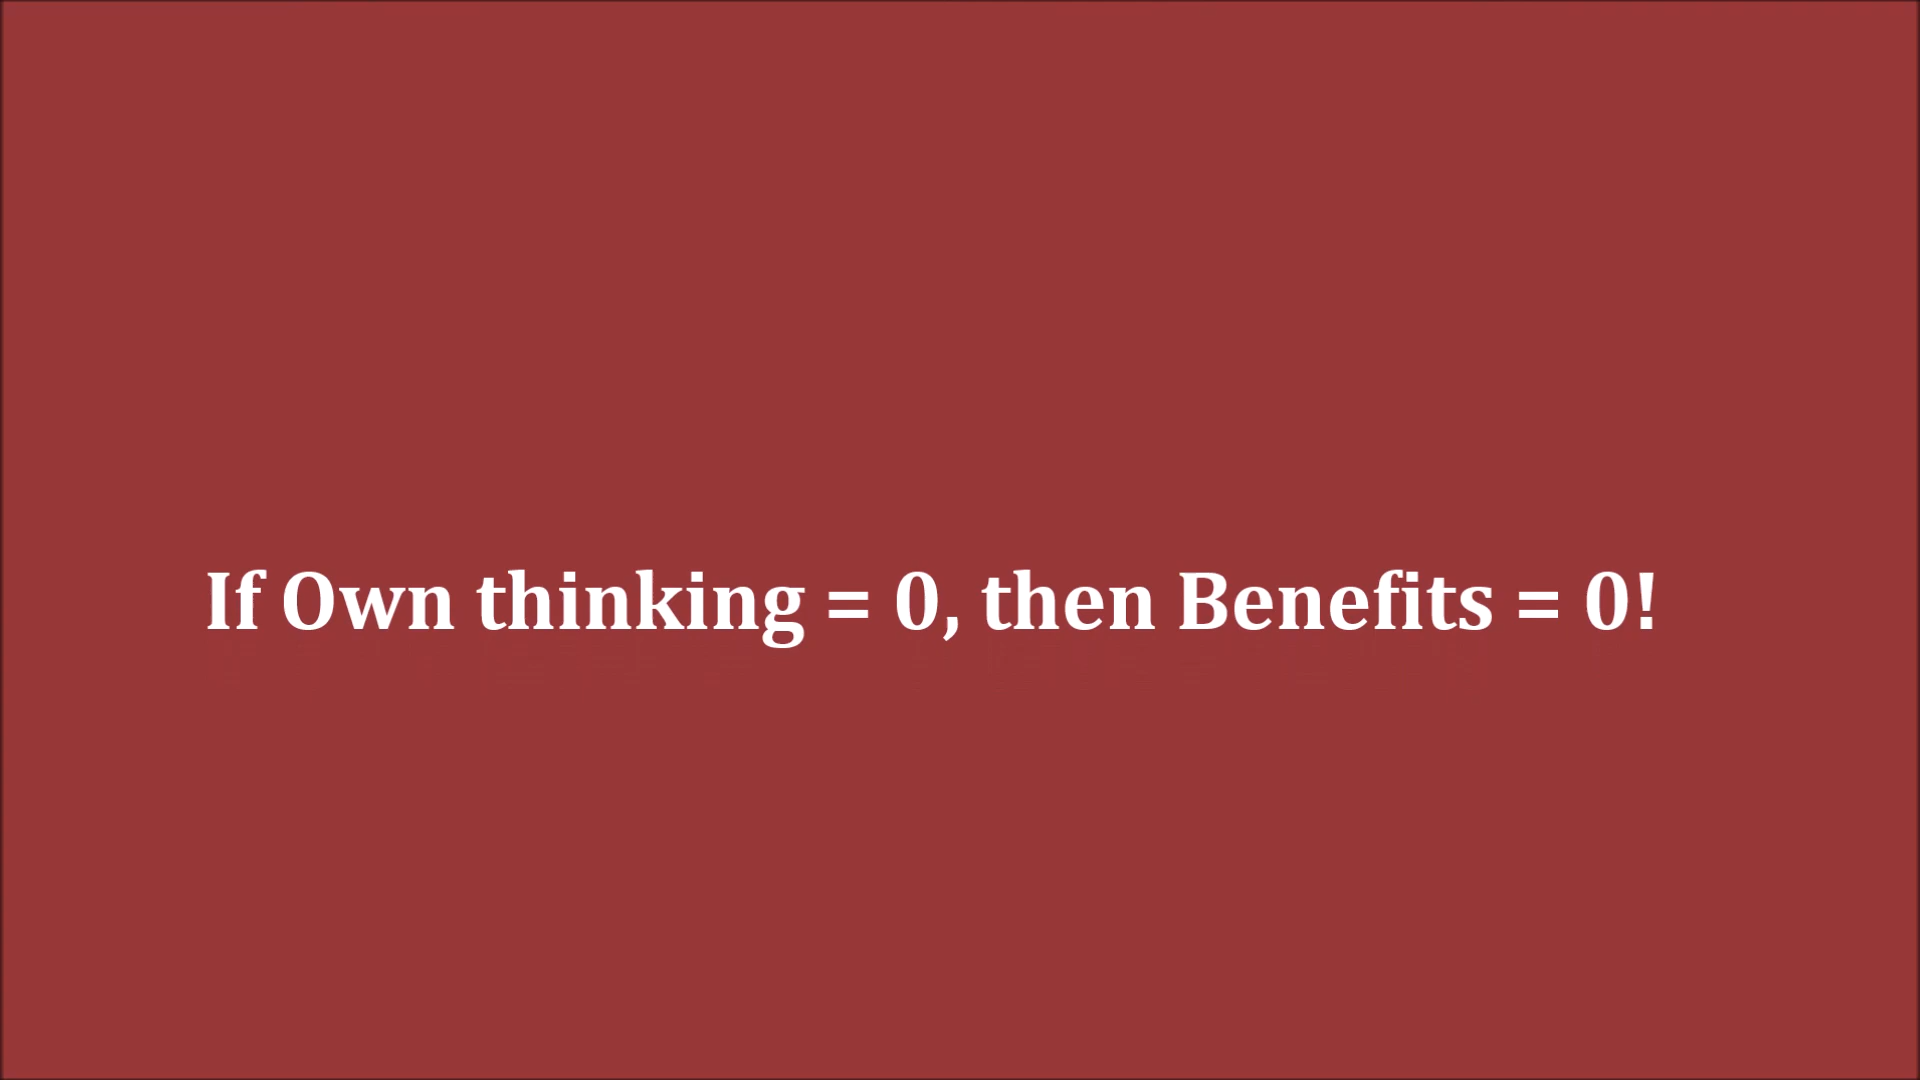 If Own thinking = 0, then Benefits = 0!